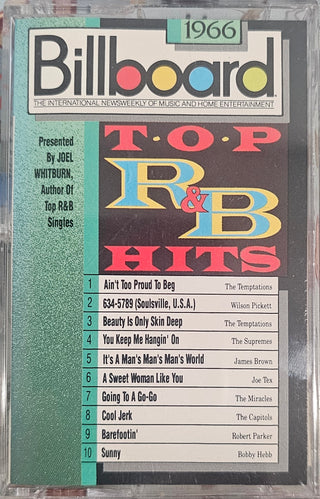 1966
Billboard
THE INTERNATIONAL NEWSWEEKLY OF MUSIC AND HOME ENTERTAINMENT
Presented
By JOEL
WHITBURN,
Author Of
Top R&B
Singles
T·O·P
R&B
HITS
1 Ain't Too Proud To Beg The Temptations
2 634-5789 (Soulsville, U.S.A.) Wilson Pickett
3 Beauty Is Only Skin Deep The Temptations
4 You Keep Me Hangin' On The Supremes
5 It's A Man's Man's Man's World James Brown
6 A Sweet Woman Like You Joe Tex
7 Going To A Go-Go The Miracles
8 Cool Jerk The Capitols
9 Barefootin' Robert Parker
10 Sunny Bobby Hebb